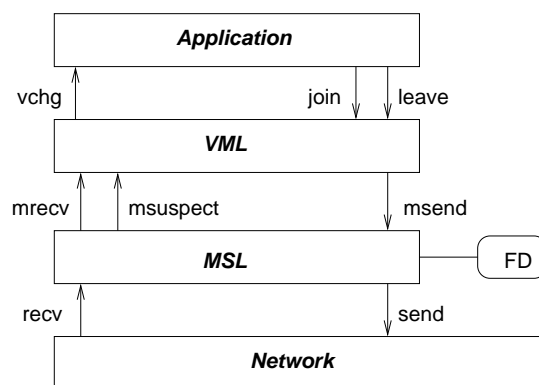 Application
vchg join leave
VML
mrecv msuspect msend
MSL FD
recv send
Network